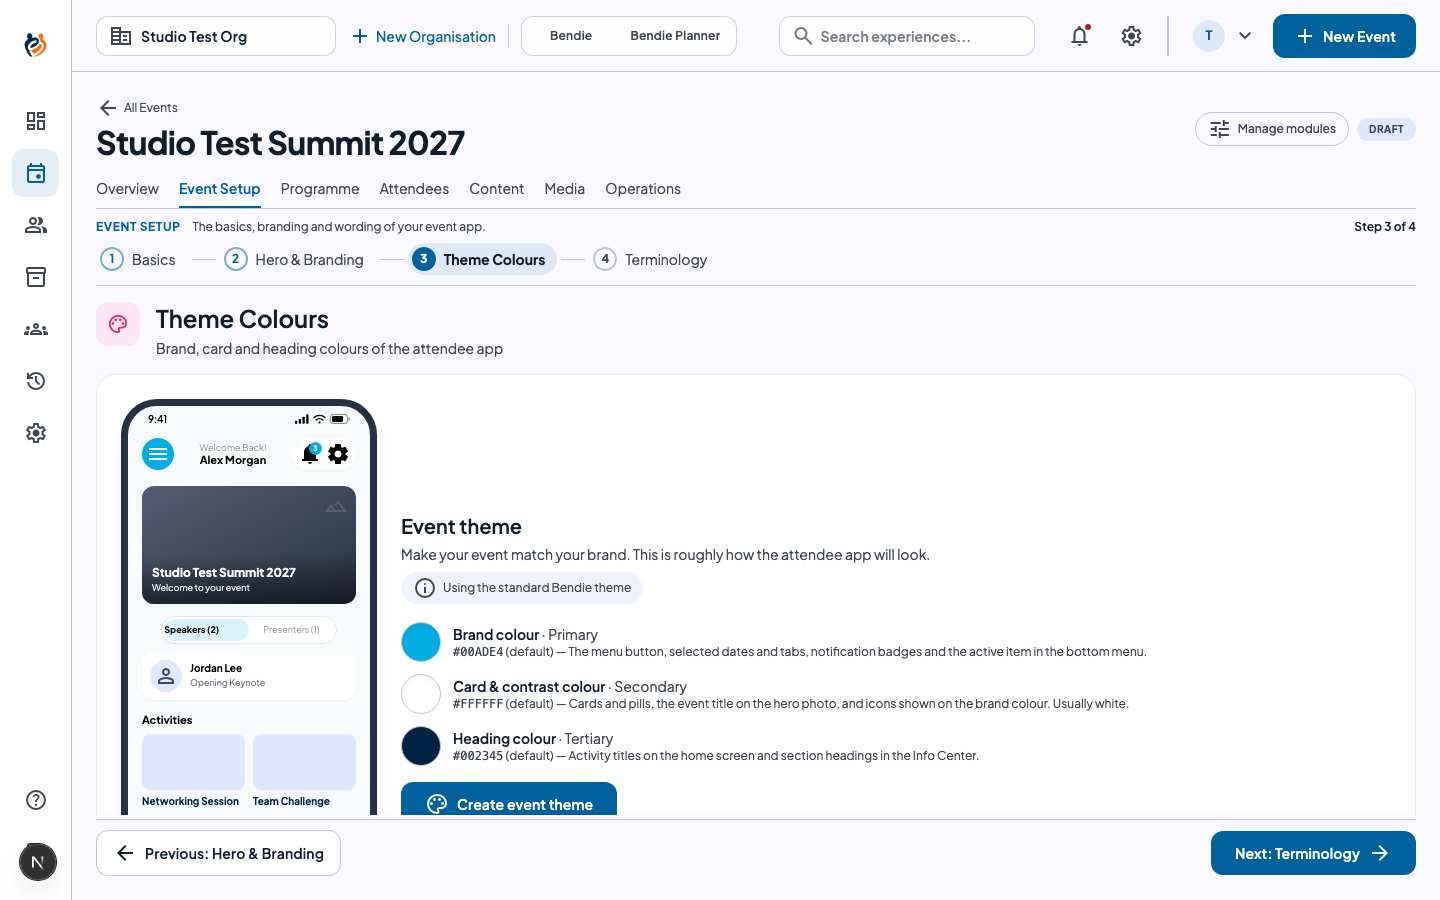 Studio Test Org
New Organisation
Bendie
Bendie Planner
Search experiences...
T
New Event
All Events
Studio Test Summit 2027
Manage modules
DRAFT
Overview
Event Setup
Programme
Attendees
Content
Media
Operations
EVENT SETUP
The basics, branding and wording of your event app.
Step 3 of 4
1 Basics
2 Hero & Branding
3 Theme Colours
4 Terminology
Theme Colours
Brand, card and heading colours of the attendee app
9:41
Welcome Back!
Alex Morgan
3
Studio Test Summit 2027
Welcome to your event
Speakers (2)
Presenters (1)
Jordan Lee
Opening Keynote
Activities
Networking Session
Team Challenge
Event theme
Make your event match your brand. This is roughly how the attendee app will look.
Using the standard Bendie theme
Brand colour · Primary
#00ADE4 (default) — The menu button, selected dates and tabs, notification badges and the active item in the bottom menu.
Card & contrast colour · Secondary
#FFFFFF (default) — Cards and pills, the event title on the hero photo, and icons shown on the brand colour. Usually white.
Heading colour · Tertiary
#002345 (default) — Activity titles on the home screen and section headings in the Info Center.
Create event theme
N
Previous: Hero & Branding
Next: Terminology